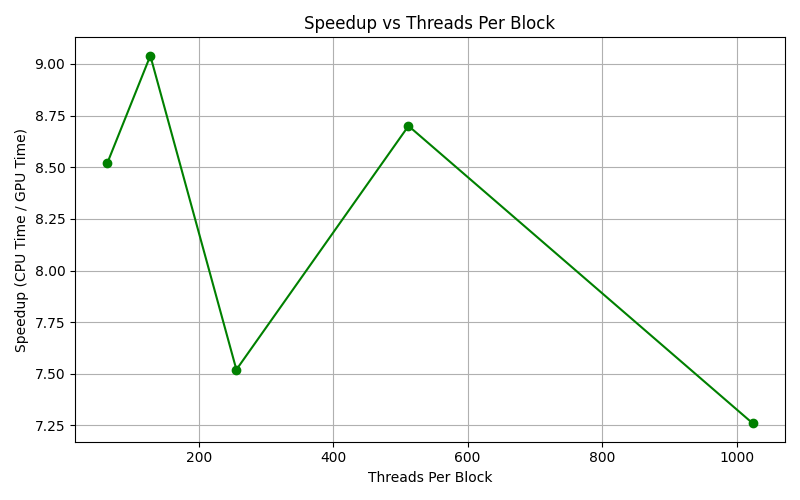 Speedup vs Threads Per Block
Speedup (CPU Time / GPU Time)
9.00
8.75
8.50
8.25
8.00
7.75
7.50
7.25
200 400 600 800 1000
Threads Per Block